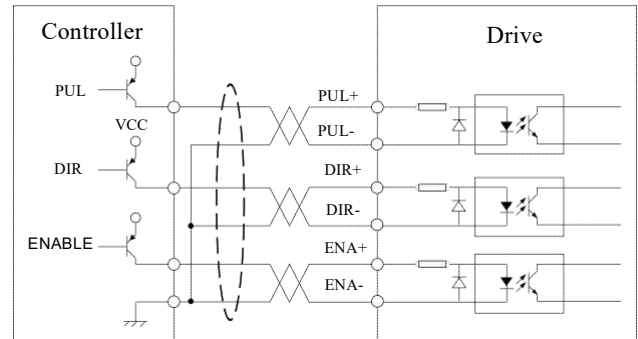 Controller
Drive
PUL
PUL+
VCC
PUL-
DIR
DIR+
DIR-
ENABLE
ENA+
ENA-